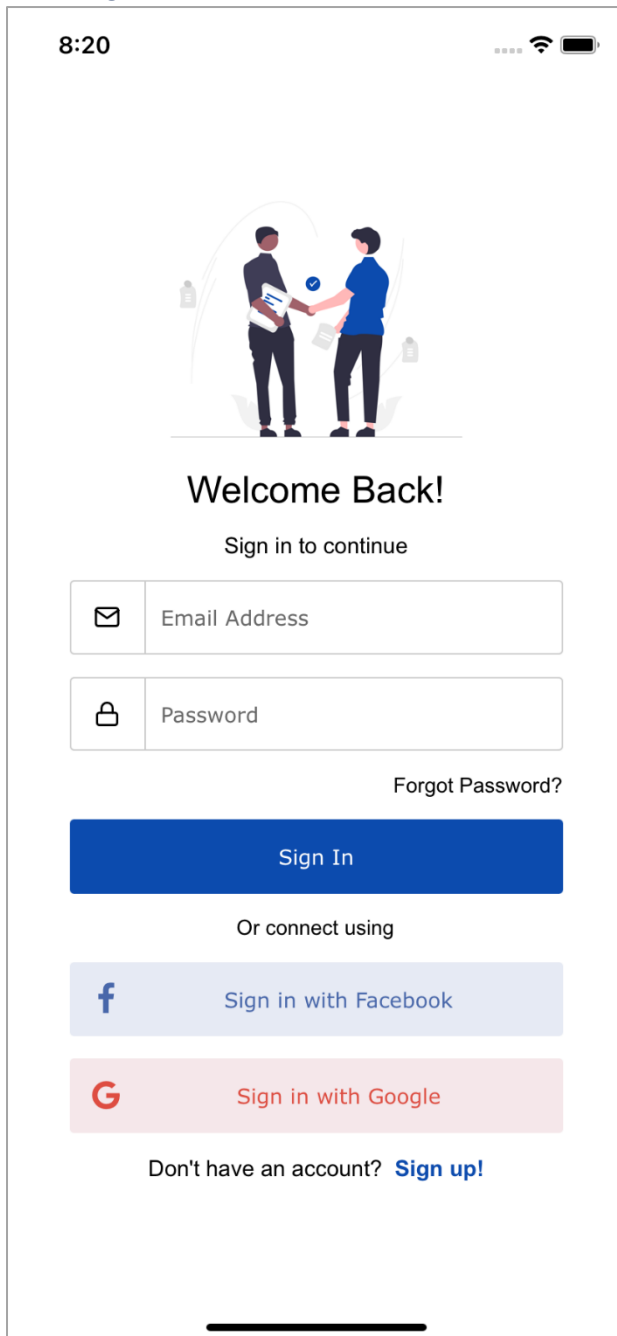 8:20
Welcome Back!
Sign in to continue
Email Address
Password
Forgot Password?
Sign In
Or connect using
Sign in with Facebook
Sign in with Google
Don't have an account? Sign up!